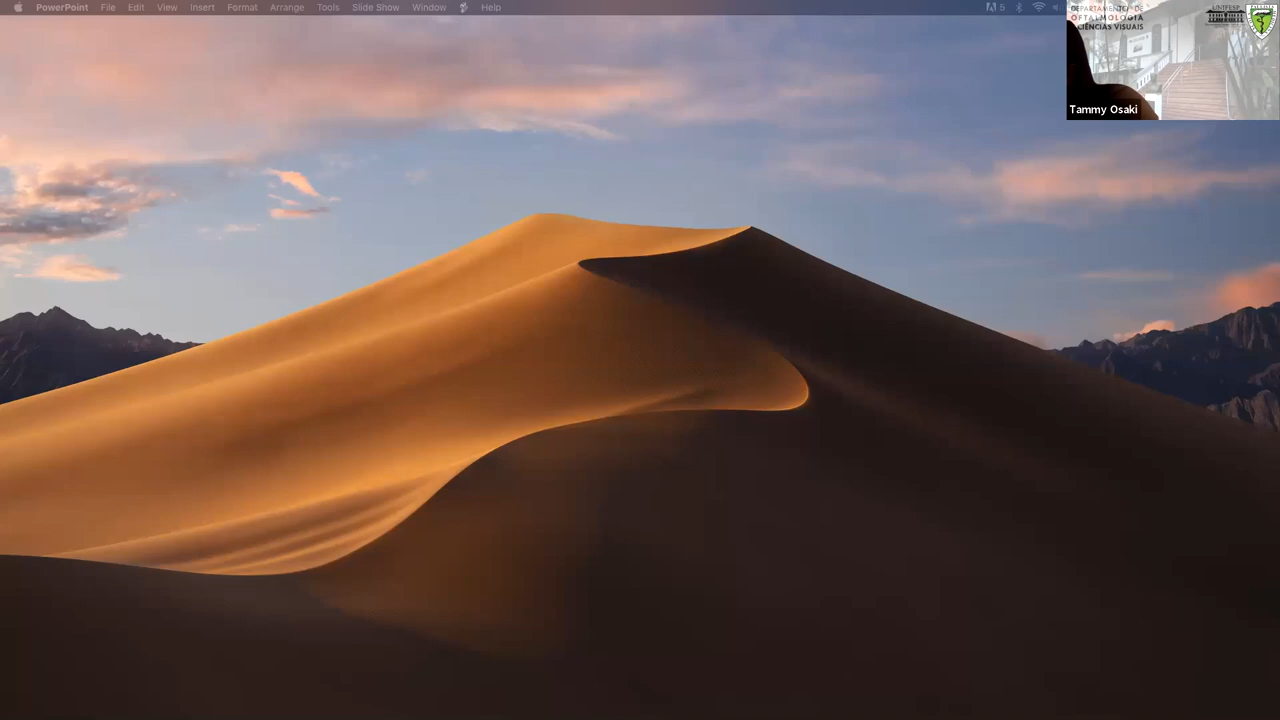 PowerPoint File Edit View Insert Format Arrange Tools Slide Show Window Help 5
DEPARTAMENTO DE
OFTALMOLOGIA
CIÊNCIAS VISUAIS
UNIFESP
Tammy Osaki